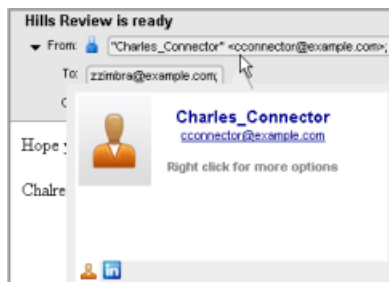 Hills Review is ready
From: "Charles_Connector" <cconnector@example.com>;
To: zzimbra@example.com;
Charles_Connector
cconnector@example.com
Hope
Right click for more options
Chalre
in